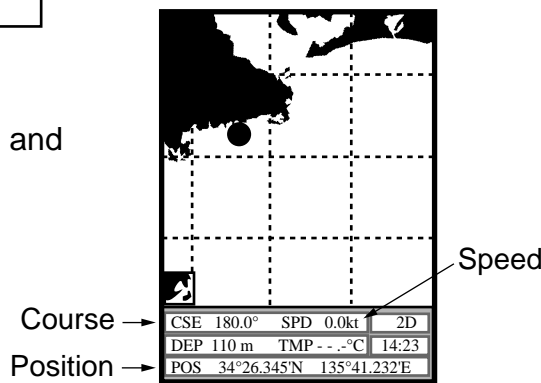 and
Speed
Course
CSE 180.0° SPD 0.0kt 2D
DEP 110 m TMP - - .-°C 14:23
Position
POS 34°26.345'N 135°41.232'E